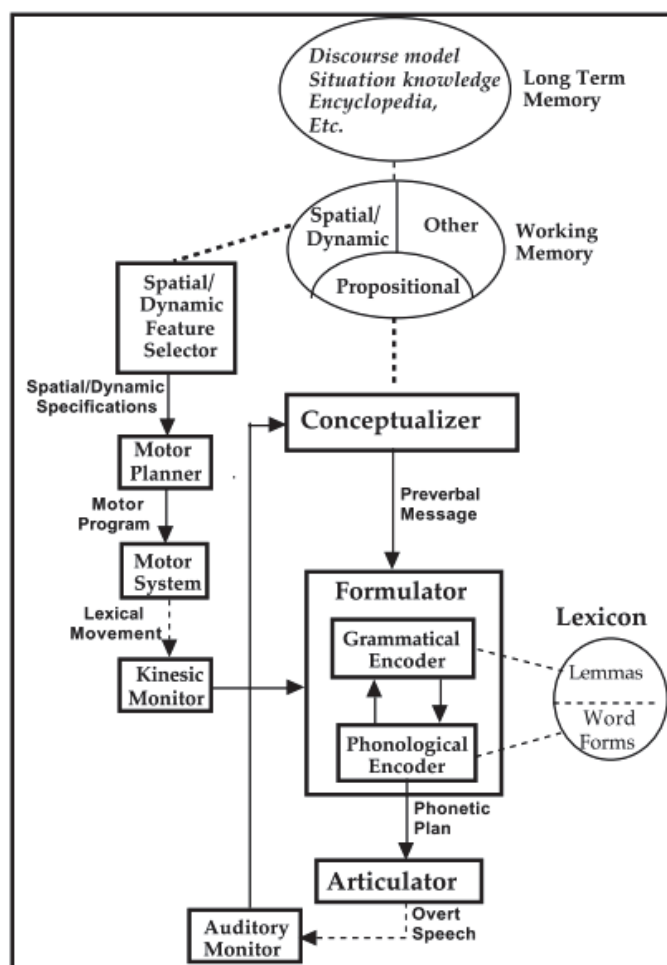 Discourse model
Situation knowledge
Encyclopedia,
Etc.
Long Term
Memory
Spatial/
Dynamic
Other
Propositional
Working
Memory
Spatial/
Dynamic
Feature
Selector
Spatial/Dynamic
Specifications
Motor
Planner
Motor
Program
Motor
System
Lexical
Movement
Kinesic
Monitor
Conceptualizer
Preverbal
Message
Formulator
Grammatical
Encoder
Phonological
Encoder
Lexicon
Lemmas
Word
Forms
Phonetic
Plan
Articulator
Overt
Speech
Auditory
Monitor